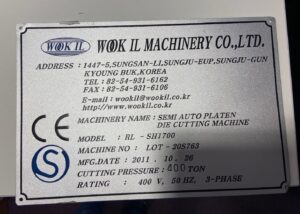 WOOK IL WOOK IL MACHINERY CO.,LTD.
ADDRESS : 1447-5,SUNGSAN-LI,SUNGJU-EUP,SUNGJU-GUN
KYOUNG BUK,KOREA
TEL : 82-54-931-6162
FAX : 82-54-931-6106
E-mail : wookil@wookil.co.kr
http://www.wookil.co.kr
CE
MACHINERY NAME : SEMI AUTO PLATEN
DIE CUTTING MACHINE
MODEL : RL - SH1700
S
MACHINE NO : LOT - 20S763
MFG.DATE : 2011 . 10 . 26
CUTTING PRESSURE : 400 TON
RATING : 400 V, 50 HZ, 3-PHASE